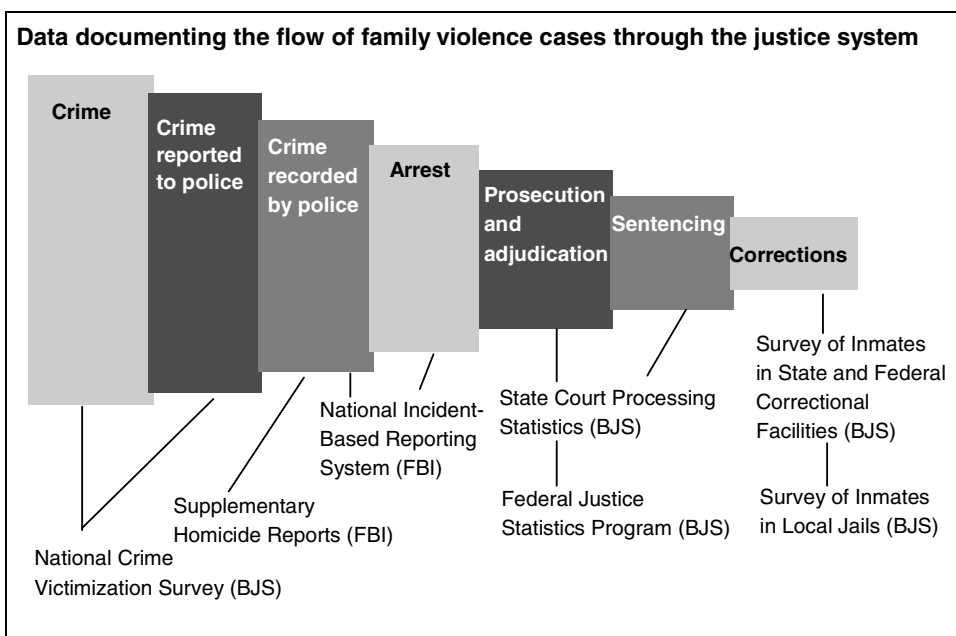 Data documenting the flow of family violence cases through the justice system
Crime
Crime
reported
to police
Crime
recorded
by police
Arrest
Prosecution
and
adjudication
Sentencing
Corrections
National Crime
Victimization Survey (BJS)
Supplementary
Homicide Reports (FBI)
National Incident-
Based Reporting
System (FBI)
State Court Processing
Statistics (BJS)
Federal Justice
Statistics Program (BJS)
Survey of Inmates
in State and Federal
Correctional
Facilities (BJS)
Survey of Inmates
in Local Jails (BJS)